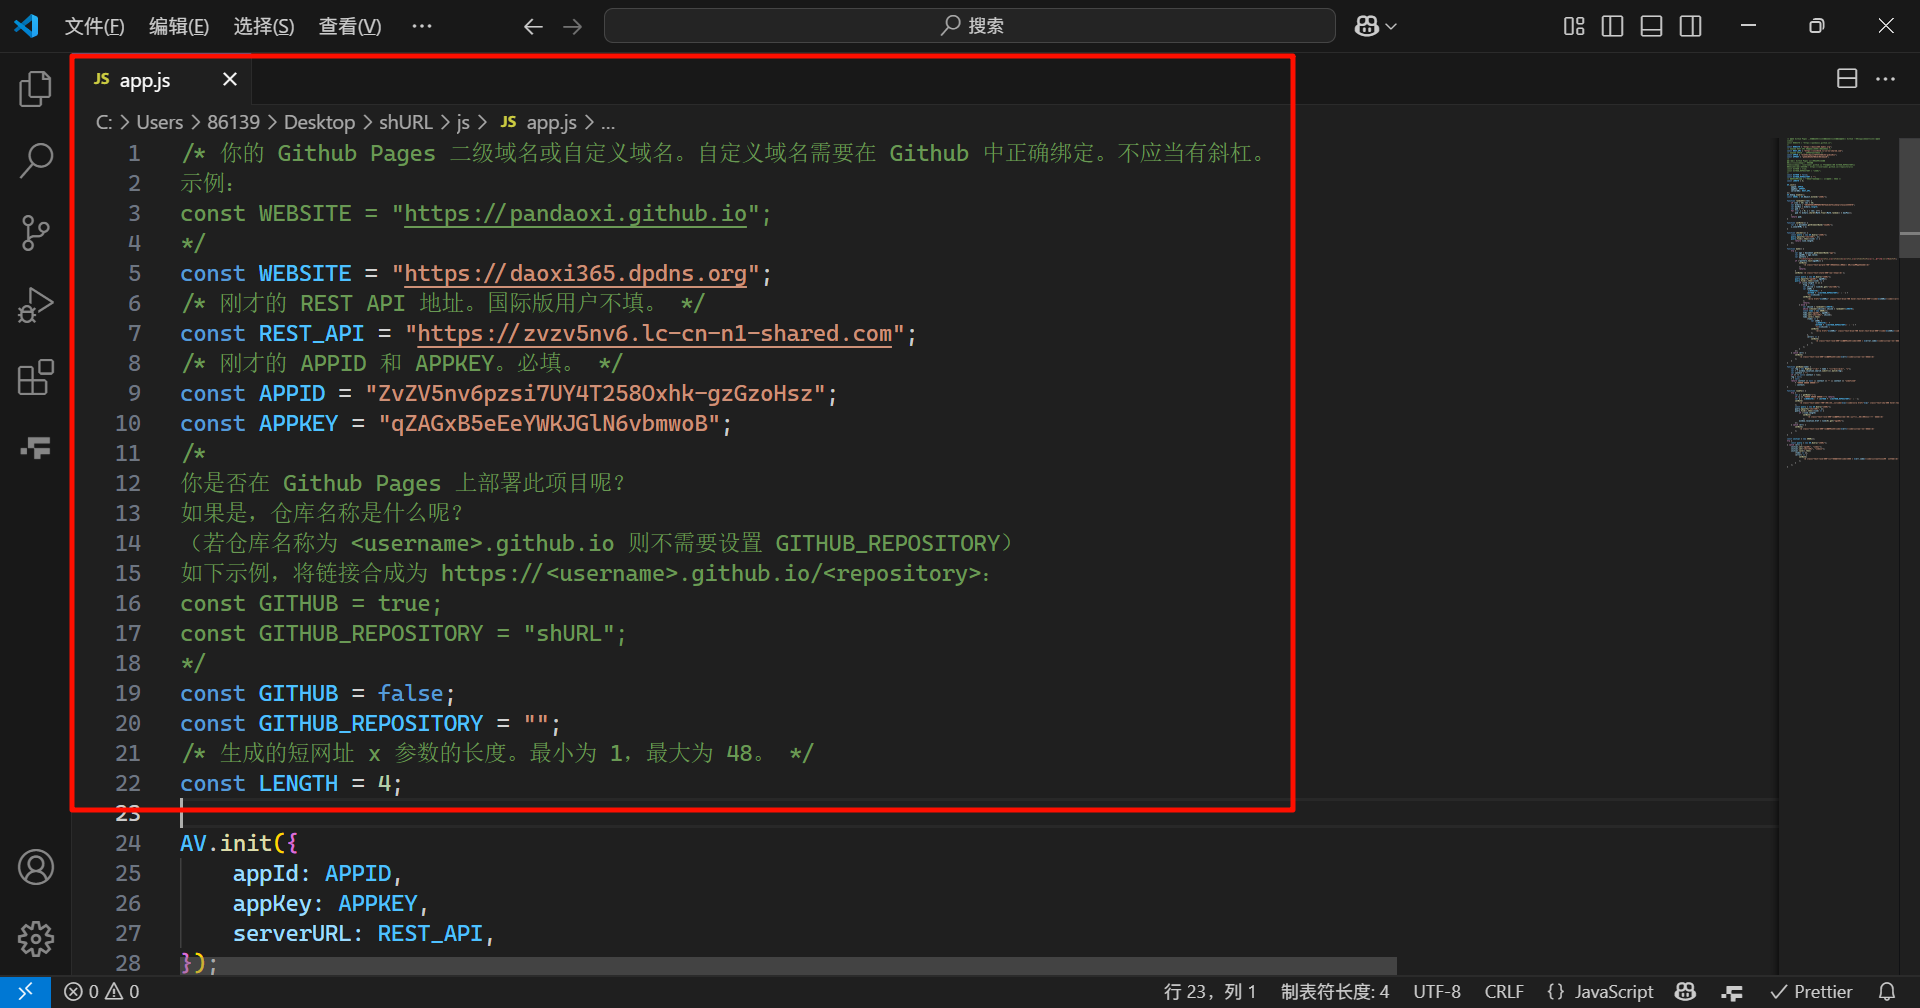 文件(F) 编辑(E) 选择(S) 查看(V) ··· 搜索
JS app.js
C: > Users > 86139 > Desktop > shURL > js > JS app.js > ...
1 /* 你的 Github Pages 二级域名或自定义域名。自定义域名需要在 Github 中正确绑定。不应当有斜杠。
2 示例：
3 const WEBSITE = "https://pandaoxi.github.io";
4 */
5 const WEBSITE = "https://daoxi365.dpdns.org";
6 /* 刚才的 REST API 地址。国际版用户不填。 */
7 const REST_API = "https://zvzv5nv6.lc-cn-n1-shared.com";
8 /* 刚才的 APPID 和 APPKEY。必填。 */
9 const APPID = "ZvZV5nv6pzsi7UY4T258Oxhk-gzGzoHsz";
10 const APPKEY = "qZAGxB5eEeYWKJGlN6vbmwoB";
11 /*
12 你是否在 Github Pages 上部署此项目呢？
13 如果是，仓库名称是什么呢？
14 （若仓库名称为 <username>.github.io 则不需要设置 GITHUB_REPOSITORY）
15 如下示例，将链接合成为 https://<username>.github.io/<repository>：
16 const GITHUB = true;
17 const GITHUB_REPOSITORY = "shURL";
18 */
19 const GITHUB = false;
20 const GITHUB_REPOSITORY = "";
21 /* 生成的短网址 x 参数的长度。最小为 1，最大为 48。 */
22 const LENGTH = 4;
23
24 AV.init({
25 appId: APPID,
26 appKey: APPKEY,
27 serverURL: REST_API,
28 });
0 0 行 23，列 1 制表符长度: 4 UTF-8 CRLF {} JavaScript Prettier